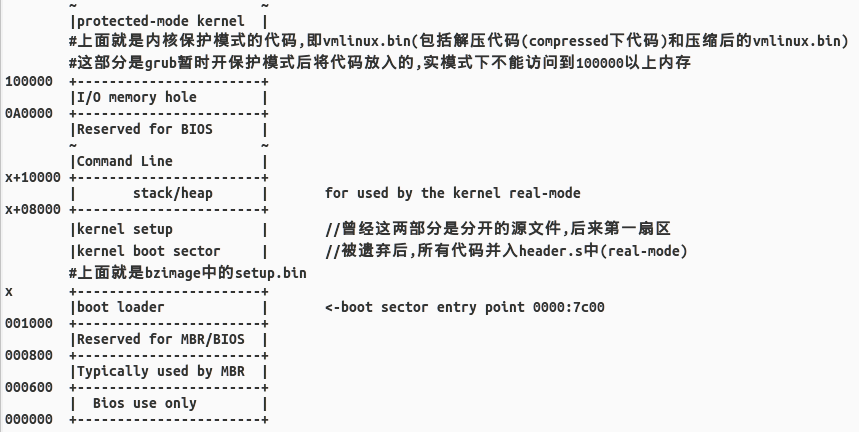 ~                       ~
|protected-mode kernel  |
#上面就是内核保护模式的代码,即vmlinux.bin(包括解压代码(compressed下代码)和压缩后的vmlinux.bin)
#这部分是grub暂时开保护模式后将代码放入的,实模式下不能访问到100000以上内存
100000  +-----------------------+
|I/O memory hole        |
0A0000  +-----------------------+
|Reserved for BIOS      |
~                       ~
|Command Line           |
x+10000 +-----------------------+
|       stack/heap      |       for used by the kernel real-mode
x+08000 +-----------------------+
|kernel setup           |       //曾经这两部分是分开的源文件,后来第一扇区
|kernel boot sector     |       //被遗弃后,所有代码并入header.s中(real-mode)
#上面就是bzimage中的setup.bin
x       +-----------------------+
|boot loader            |       <-boot sector entry point 0000:7c00
001000  +-----------------------+
|Reserved for MBR/BIOS  |
000800  +-----------------------+
|Typically used by MBR  |
000600  +-----------------------+
|  Bios use only        |
000000  +-----------------------+